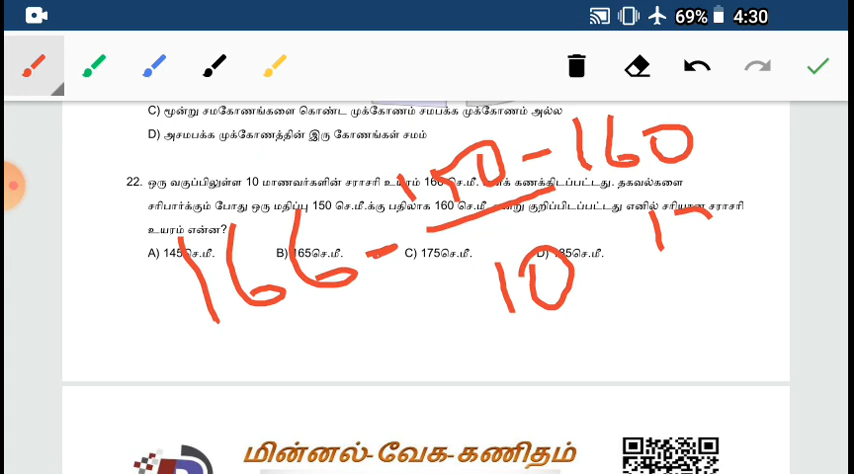 69% 4:30
C) மூன்று சமகோணங்களை கொண்ட முக்கோணம் சமபக்க முக்கோணம் அல்ல
D) அசமபக்க முக்கோணத்தின் இரு கோணங்கள் சமம்
150 - 160
22. ஒரு வகுப்பிலுள்ள 10 மாணவர்களின் சராசரி உயரம் 166 செ.மீ. எனக் கணக்கிடப்பட்டது. தகவல்களை
சரிபார்க்கும் போது ஒரு மதிப்பு 150 செ.மீ.க்கு பதிலாக 160 செ.மீ. என்று குறிப்பிடப்பட்டது எனில் சரியான சராசரி
உயரம் என்ன?
A) 145செ.மீ. B) 165செ.மீ. C) 175செ.மீ. D) 185செ.மீ.
166 - 10
மின்னல்-வேக-கணிதம்